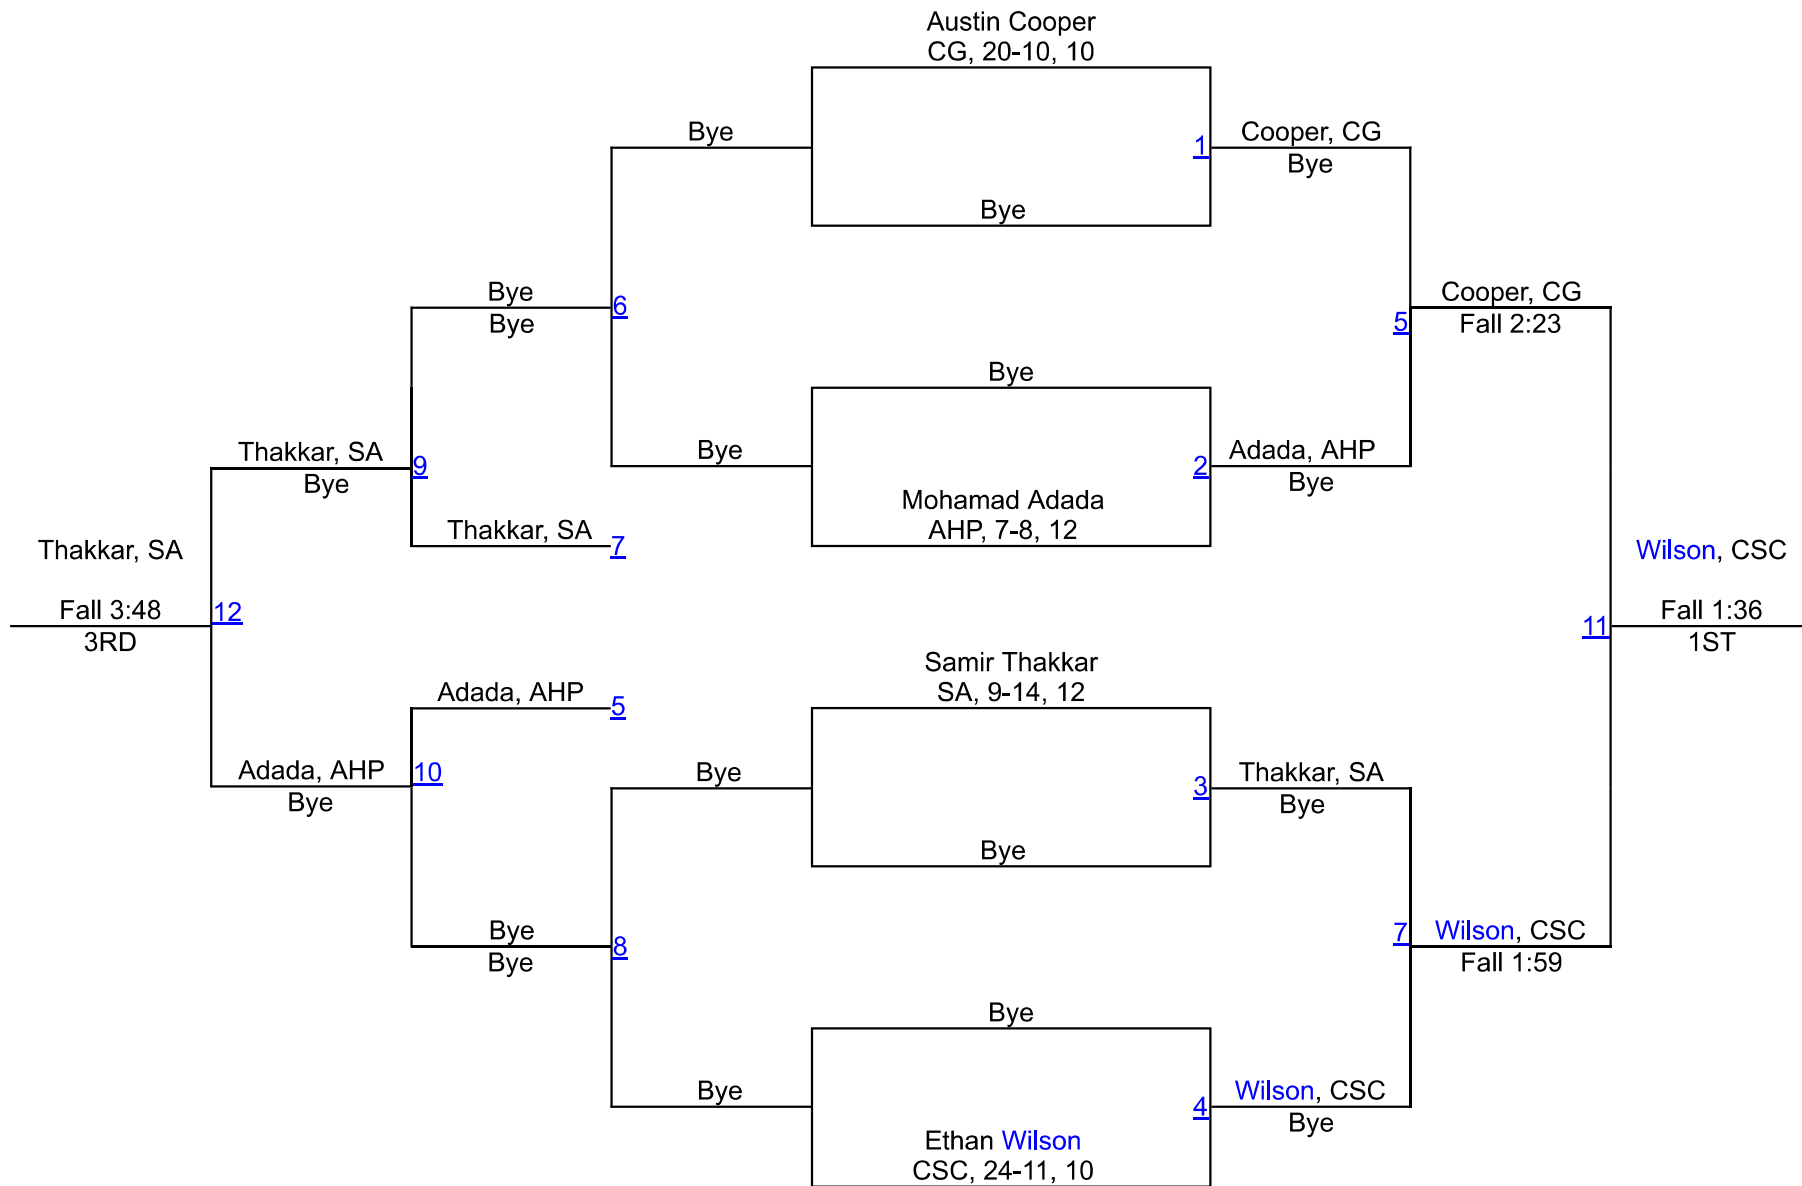 Austin Cooper
CG, 20-10, 10
Bye
1
Cooper, CG
Bye
Bye
Bye
6
Bye
Cooper, CG
5
Fall 2:23
Bye
Thakkar, SA
9
Bye
Bye
2
Adada, AHP
Bye
Mohamad Adada
AHP, 7-8, 12
Thakkar, SA
7
Thakkar, SA
Wilson, CSC
Fall 3:48
12
3RD
11
Fall 1:36
1ST
Samir Thakkar
SA, 9-14, 12
Adada, AHP
5
Adada, AHP
10
Bye
Bye
3
Thakkar, SA
Bye
Bye
Bye
8
Bye
7
Wilson, CSC
Fall 1:59
Bye
Bye
4
Wilson, CSC
Bye
Ethan Wilson
CSC, 24-11, 10